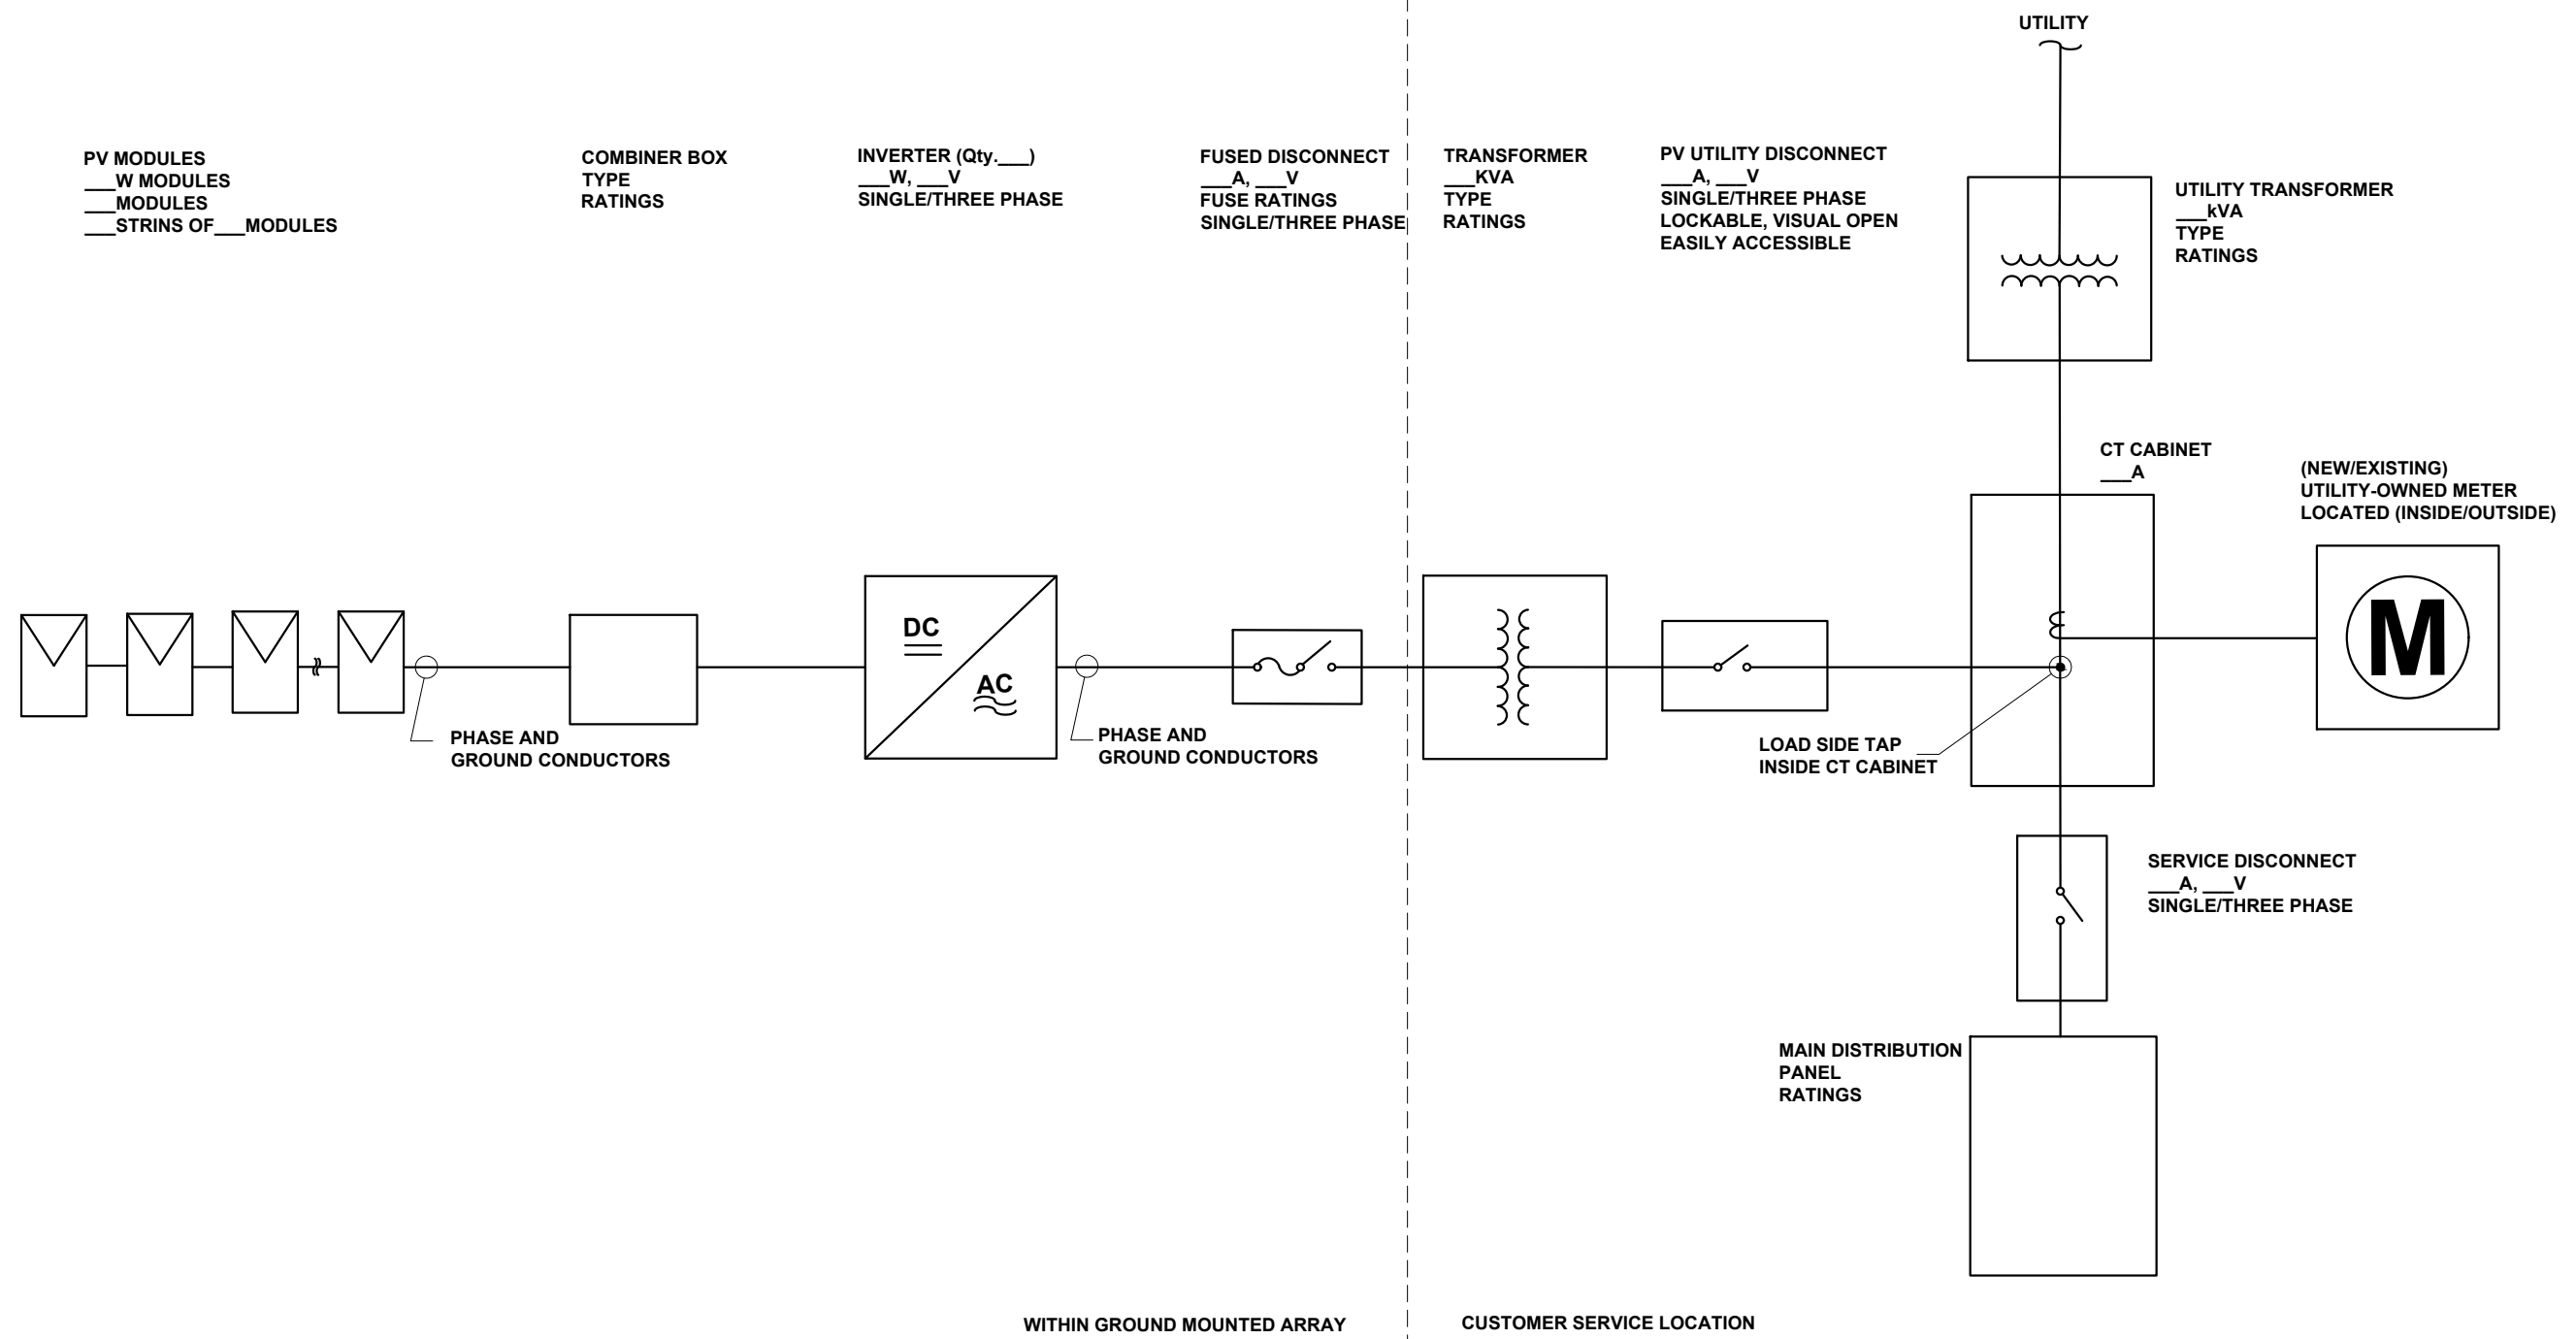 UTILITY
PV MODULES
___W MODULES
___MODULES
___STRINS OF___MODULES
COMBINER BOX
TYPE
RATINGS
INVERTER (Qty.___)
___W, ___V
SINGLE/THREE PHASE
FUSED DISCONNECT
___A, ___V
FUSE RATINGS
SINGLE/THREE PHASE
TRANSFORMER
___KVA
TYPE
RATINGS
PV UTILITY DISCONNECT
___A, ___V
SINGLE/THREE PHASE
LOCKABLE, VISUAL OPEN
EASILY ACCESSIBLE
UTILITY TRANSFORMER
___kVA
TYPE
RATINGS
CT CABINET
___A
(NEW/EXISTING)
UTILITY-OWNED METER
LOCATED (INSIDE/OUTSIDE)
DC
AC
M
PHASE AND
GROUND CONDUCTORS
PHASE AND
GROUND CONDUCTORS
LOAD SIDE TAP
INSIDE CT CABINET
SERVICE DISCONNECT
___A, ___V
SINGLE/THREE PHASE
MAIN DISTRIBUTION
PANEL
RATINGS
WITHIN GROUND MOUNTED ARRAY
CUSTOMER SERVICE LOCATION